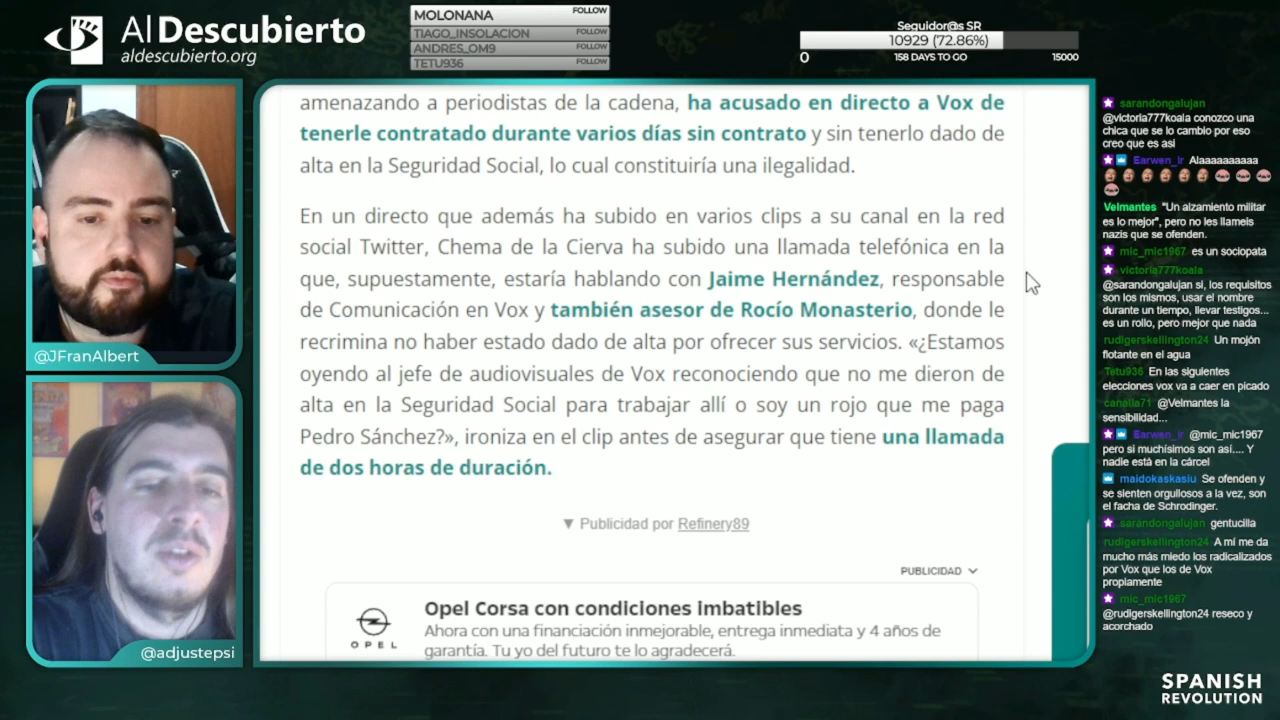 Al Descubierto
aldescubierto.org
MOLONANA FOLLOW
TIAGO_INSOLACION FOLLOW
ANDRES_OM9 FOLLOW
TETU936 FOLLOW
Seguidor@s SR
10929 (72.86%)
0 158 DAYS TO GO 15000
@JFranAlbert
@adjustepsi
amenazando a periodistas de la cadena, ha acusado en directo a Vox de
tenerle contratado durante varios días sin contrato y sin tenerlo dado de
alta en la Seguridad Social, lo cual constituiría una ilegalidad.
En un directo que además ha subido en varios clips a su canal en la red
social Twitter, Chema de la Cierva ha subido una llamada telefónica en la
que, supuestamente, estaría hablando con Jaime Hernández, responsable
de Comunicación en Vox y también asesor de Rocío Monasterio, donde le
recrimina no haber estado dado de alta por ofrecer sus servicios. «¿Estamos
oyendo al jefe de audiovisuales de Vox reconociendo que no me dieron de
alta en la Seguridad Social para trabajar allí o soy un rojo que me paga
Pedro Sánchez?», ironiza en el clip antes de asegurar que tiene una llamada
de dos horas de duración.
▼ Publicidad por Refinery89
PUBLICIDAD
Opel Corsa con condiciones imbatibles
Ahora con una financiación inmejorable, entrega inmediata y 4 años de
garantía. Tu yo del futuro te lo agradecerá.
OPEL
sarandongalujan
@victoria777koala conozco una
chica que se lo cambio por eso
creo que es asi
Earwen_ir Alaaaaaaaaaa
Velmantes "Un alzamiento militar
es lo mejor", pero no les llameis
nazis que se ofenden.
mic_mic1967 es un sociopata
victoria777koala
@sarandongalujan si, los requisitos
son los mismos, usar el nombre
durante un tiempo, llevar testigos...
es un rollo, pero mejor que nada
rudigerskellington24 Un mojón
flotante en el agua
Tetu936 En las siguientes
elecciones vox va a caer en picado
canalla71 @Velmantes la
sensibilidad...
Earwen_ir @mic_mic1967
pero si muchísimos son así.... Y
nadie está en la cárcel
maidokaskasiu Se ofenden y
se sienten orgullosos a la vez, son
el facha de Schrodinger.
sarandongalujan gentucilla
rudigerskellington24 A mí me da
mucho más miedo los radicalizados
por Vox que los de Vox
propiamente
mic_mic1967
@rudigerskellington24 reseco y
acorchado
SPANISH
REVOLUTION